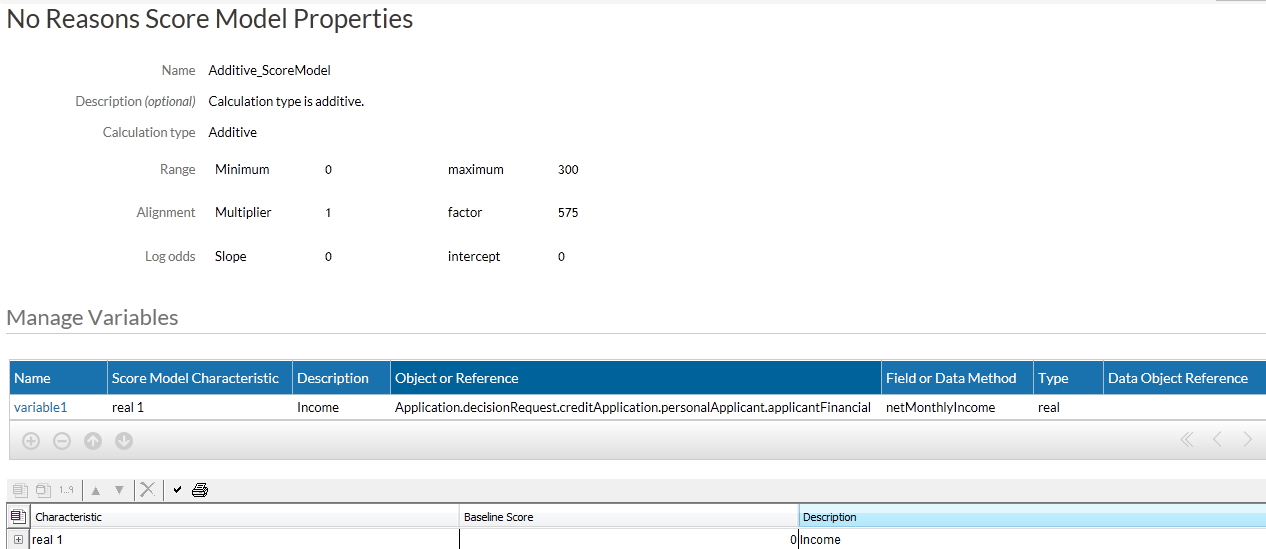 No Reasons Score Model Properties
Name Additive_ScoreModel
Description (optional) Calculation type is additive.
Calculation type Additive
Range Minimum 0 maximum 300
Alignment Multiplier 1 factor 575
Log odds Slope 0 intercept 0
Manage Variables
Name Score Model Characteristic Description Object or Reference Field or Data Method Type Data Object Reference
variable1 real 1 Income Application.decisionRequest.creditApplication.personalApplicant.applicantFinancial netMonthlyIncome real
1..9
Characteristic Baseline Score Description
real 1 0 Income